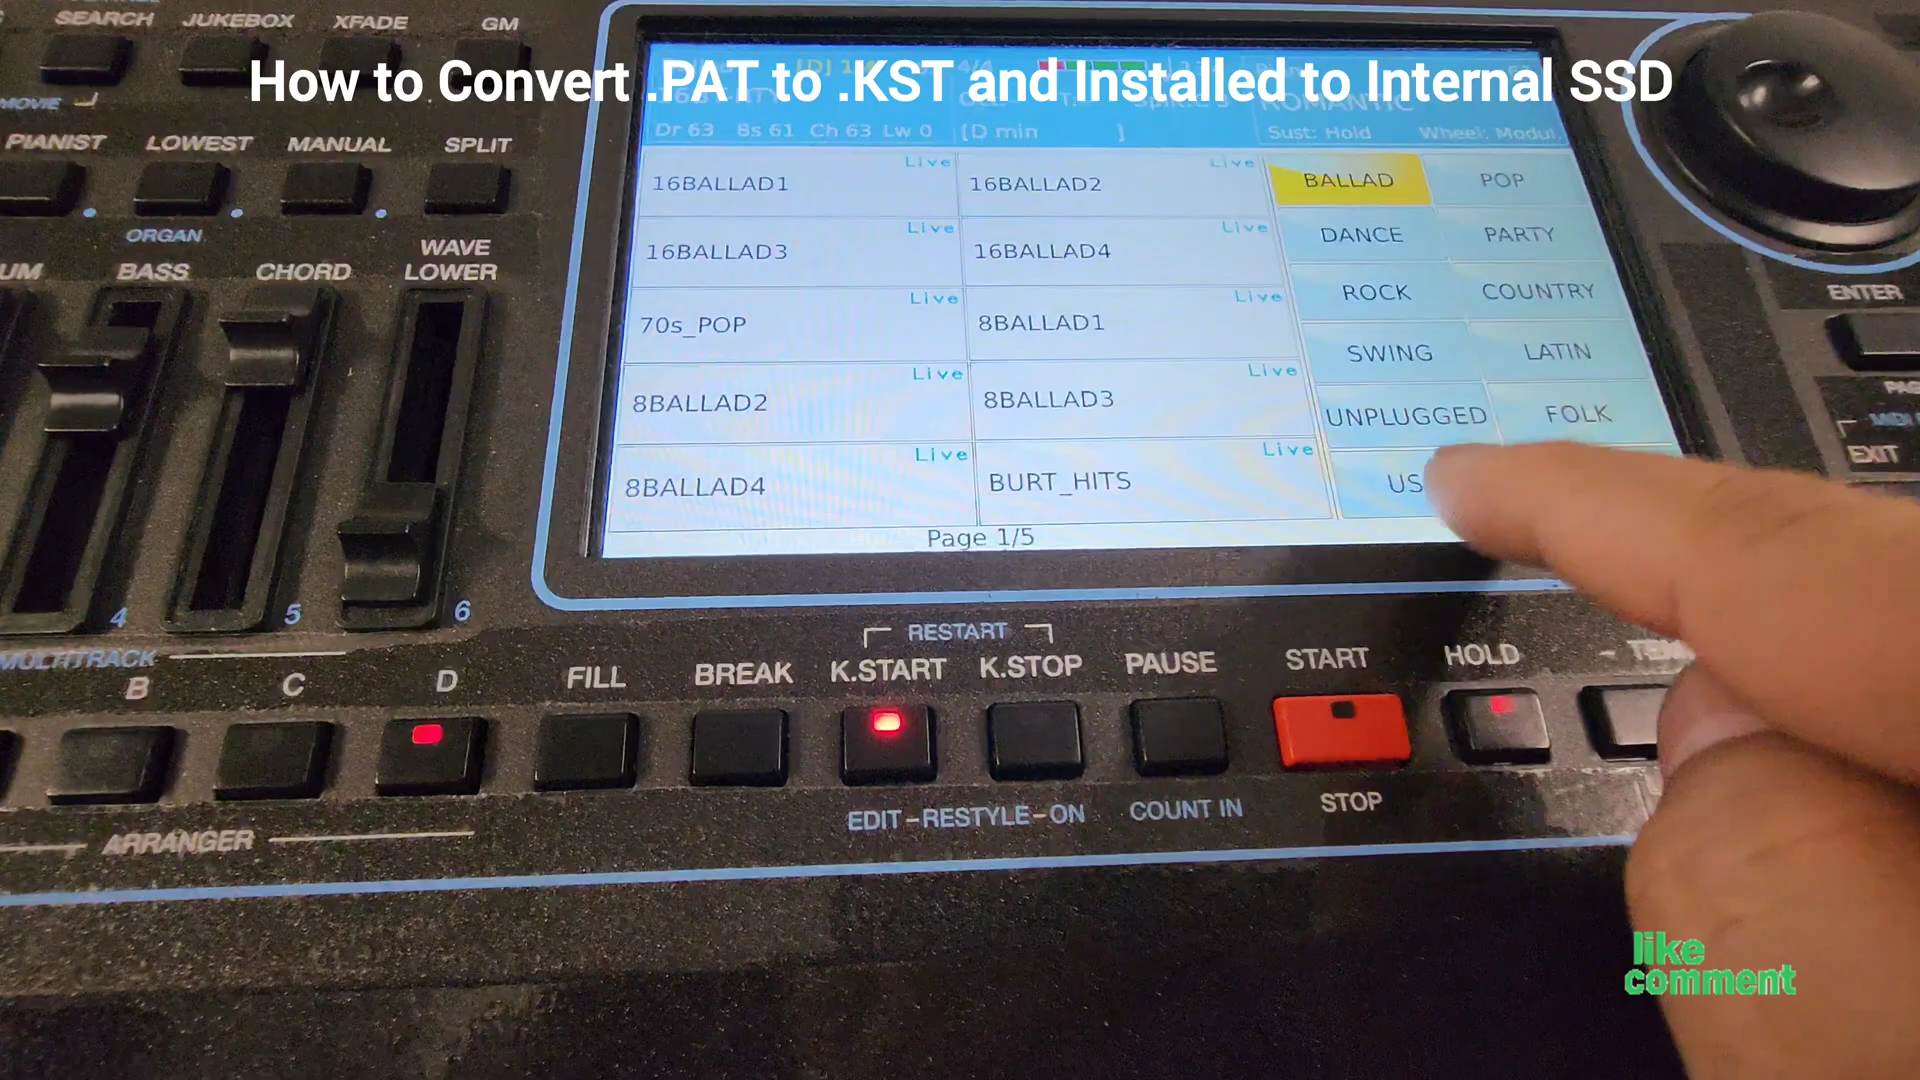 SEARCH JUKEBOX XFADE GM
How to Convert .PAT to .KST and Installed to Internal SSD
MOVIE
PIANIST LOWEST MANUAL SPLIT
ORGAN
BASS CHORD WAVE LOWER
4 5 6
MULTITRACK
B C D
ARRANGER
Dr 63 Bs 61 Ch 63 Lw 0 [D min ]
Sust: Hold Wheel: Modul.
16BALLAD1 Live 16BALLAD2 Live
16BALLAD3 Live 16BALLAD4 Live
70s_POP Live 8BALLAD1 Live
8BALLAD2 Live 8BALLAD3 Live
8BALLAD4 Live BURT_HITS Live
Page 1/5
BALLAD POP
DANCE PARTY
ROCK COUNTRY
SWING LATIN
UNPLUGGED FOLK
ENTER
EXIT
RESTART
FILL BREAK K.START K.STOP PAUSE START HOLD
EDIT-RESTYLE-ON COUNT IN STOP
like
comment